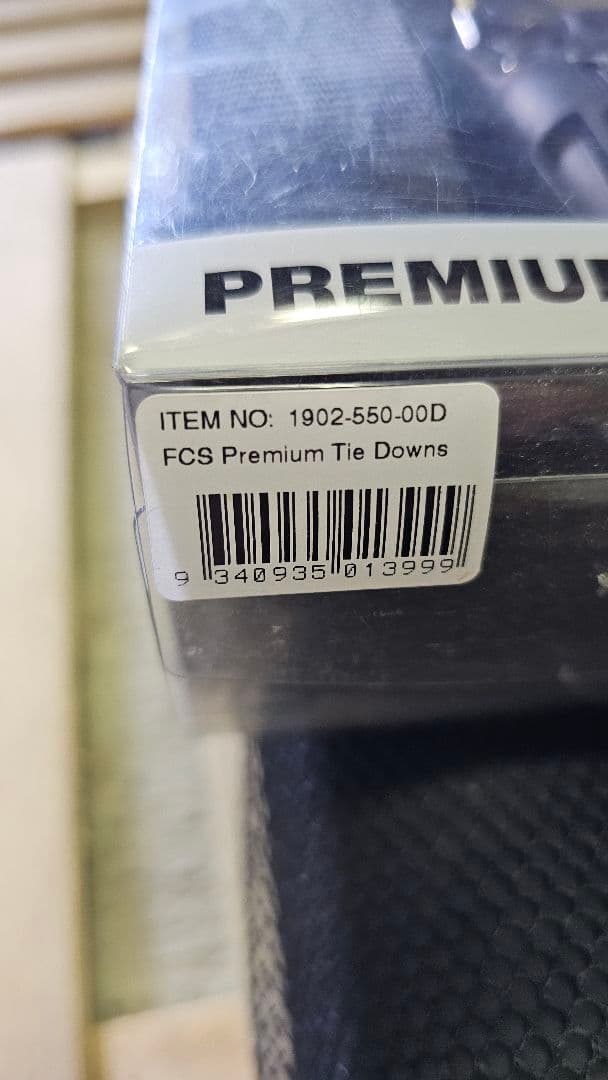 PREMIU
ITEM NO: 1902-550-00D
FCS Premium Tie Downs
9 340935 013999